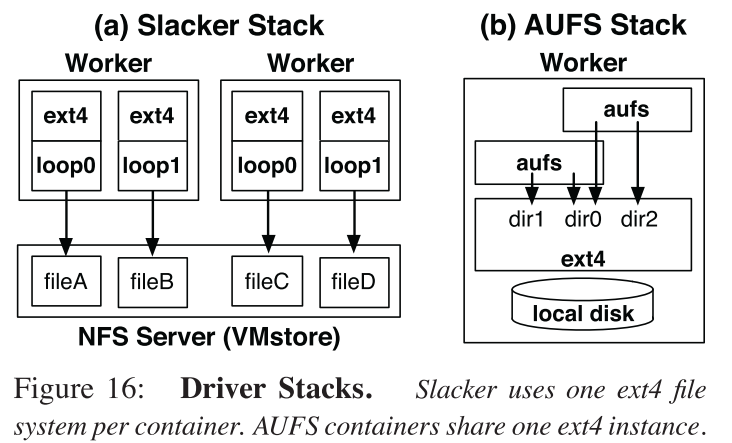 (a) Slacker Stack
Worker
Worker
ext4
ext4
ext4
ext4
loop0
loop1
loop0
loop1
fileA
fileB
fileC
fileD
NFS Server (VMstore)
(b) AUFS Stack
Worker
aufs
aufs
dir1
dir0
dir2
ext4
local disk
Figure 16: Driver Stacks. Slacker uses one ext4 file
system per container. AUFS containers share one ext4 instance.